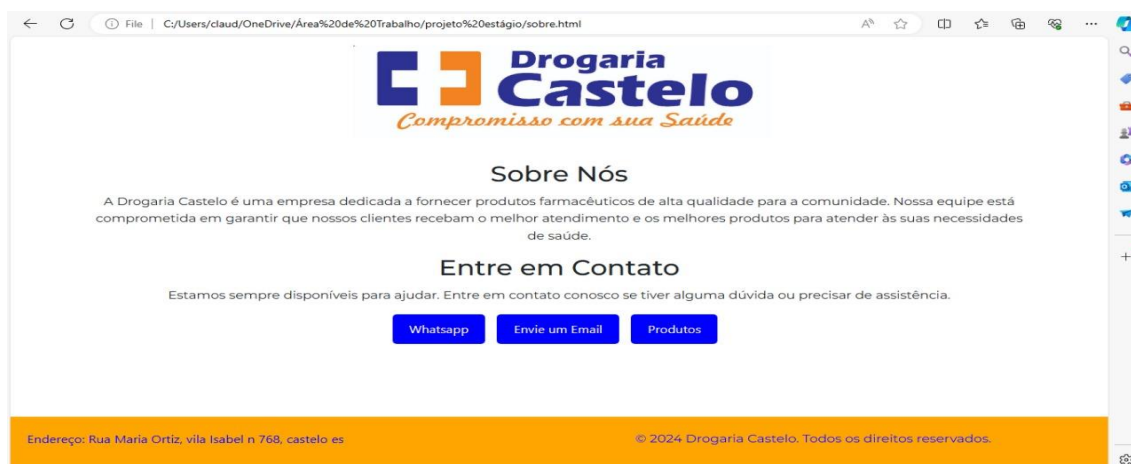 File | C:/Users/claud/OneDrive/Área%20de%20Trabalho/projeto%20estágio/sobre.html
Drogaria
Castelo
Compromisso com sua Saúde
Sobre Nós
A Drogaria Castelo é uma empresa dedicada a fornecer produtos farmacêuticos de alta qualidade para a comunidade. Nossa equipe está
comprometida em garantir que nossos clientes recebam o melhor atendimento e os melhores produtos para atender às suas necessidades
de saúde.
Entre em Contato
Estamos sempre disponíveis para ajudar. Entre em contato conosco se tiver alguma dúvida ou precisar de assistência.
Whatsapp Envie um Email Produtos
Endereço: Rua Maria Ortiz, vila Isabel n 768, castelo es © 2024 Drogaria Castelo. Todos os direitos reservados.